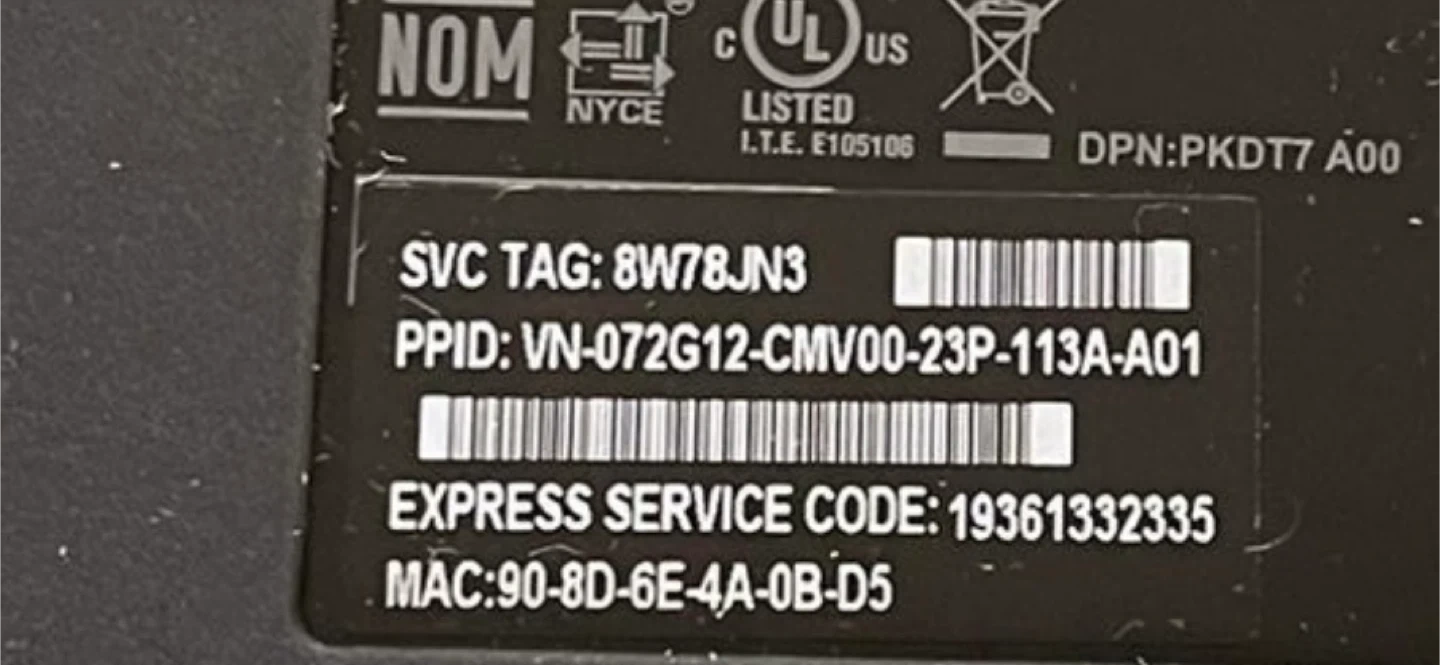 NOM
NYCE
C UL US
LISTED
I.T.E. E105106
DPN:PKDT7 A00
SVC TAG: 8W78JN3
PPID: VN-072G12-CMV00-23P-113A-A01
EXPRESS SERVICE CODE: 19361332335
MAC:90-8D-6E-4A-0B-D5